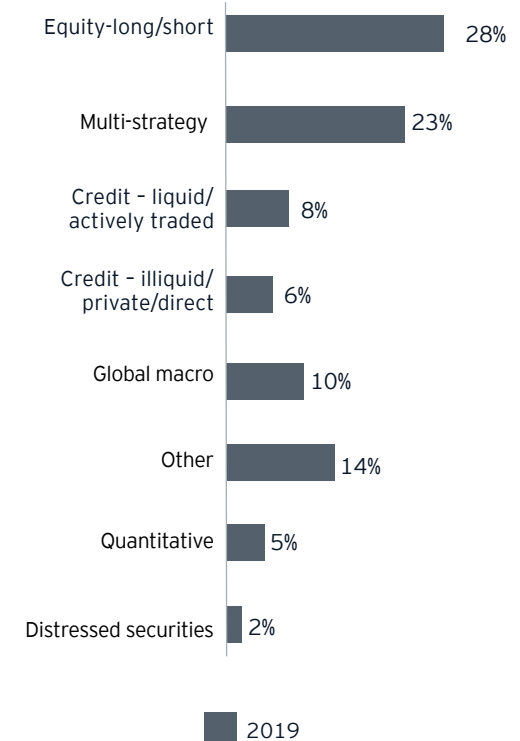 Equity-long/short
28%
Multi-strategy
23%
Credit – liquid/
actively traded
8%
Credit – illiquid/
private/direct
6%
Global macro
10%
Other
14%
Quantitative
5%
Distressed securities
2%
2019